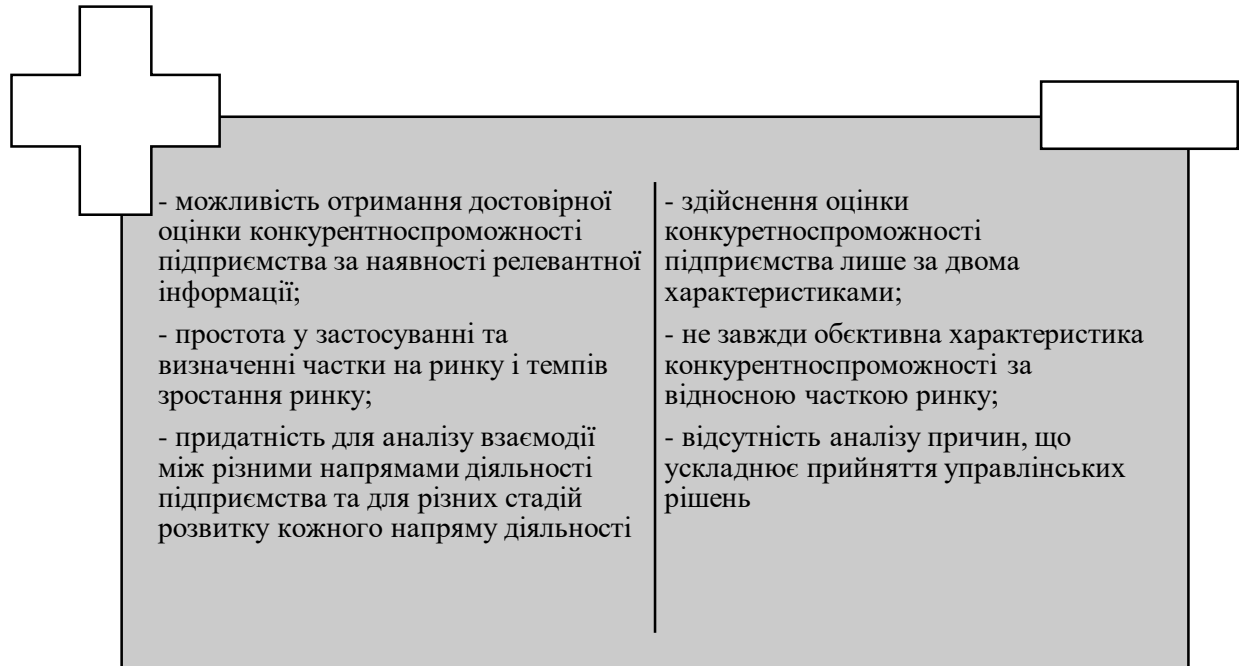 - можливість отримання достовірної
оцінки конкурентноспроможності
підприємства за наявності релевантної
інформації;
- простота у застосуванні та
визначенні частки на ринку і темпів
зростання ринку;
- придатність для аналізу взаємодії
між різними напрямами діяльності
підприємства та для різних стадій
розвитку кожного напряму діяльності
- здійснення оцінки
конкуретноспроможності
підприємства лише за двома
характеристиками;
- не завжди обєктивна характеристика
конкурентноспроможності за
відносною часткою ринку;
- відсутність аналізу причин, що
ускладнює прийняття управлінських
рішень